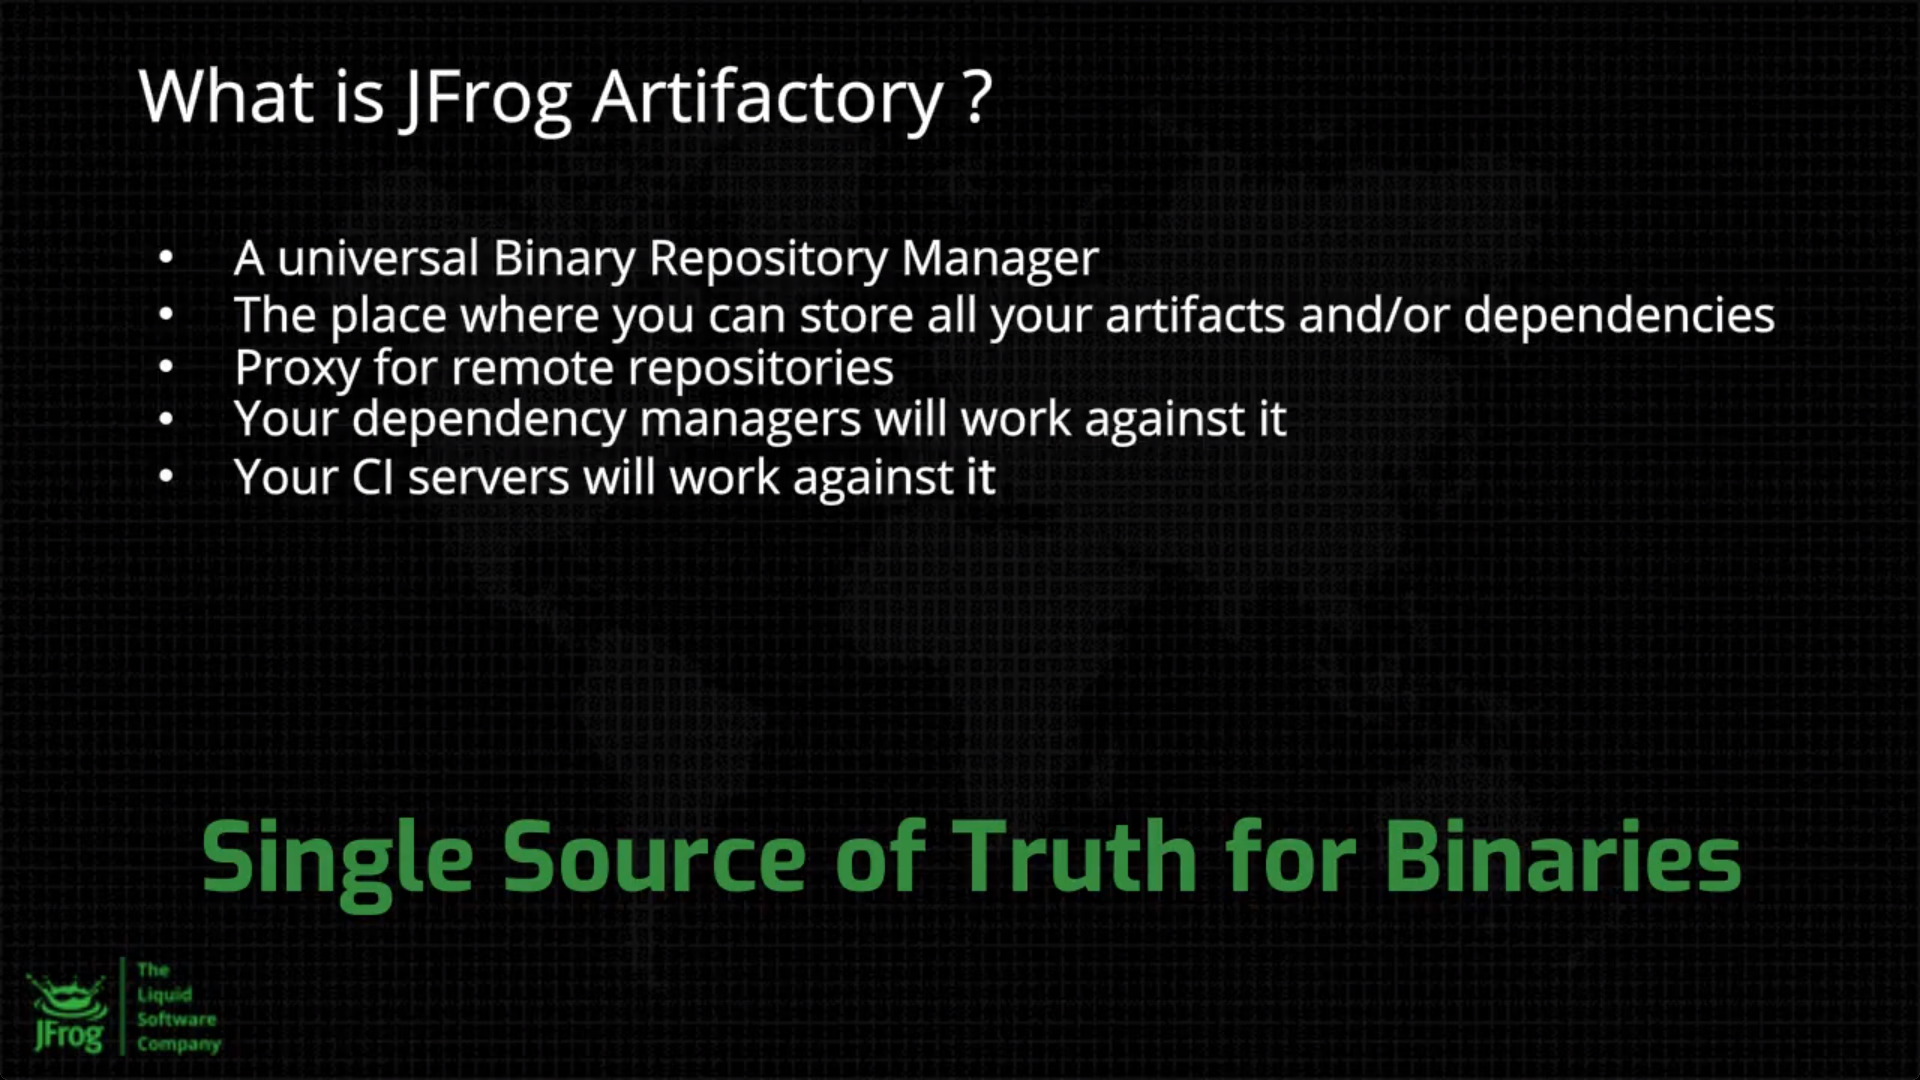 What is JFrog Artifactory ?
• A universal Binary Repository Manager
• The place where you can store all your artifacts and/or dependencies
• Proxy for remote repositories
• Your dependency managers will work against it
• Your CI servers will work against it
Single Source of Truth for Binaries
JFrog
The
Liquid
Software
Company